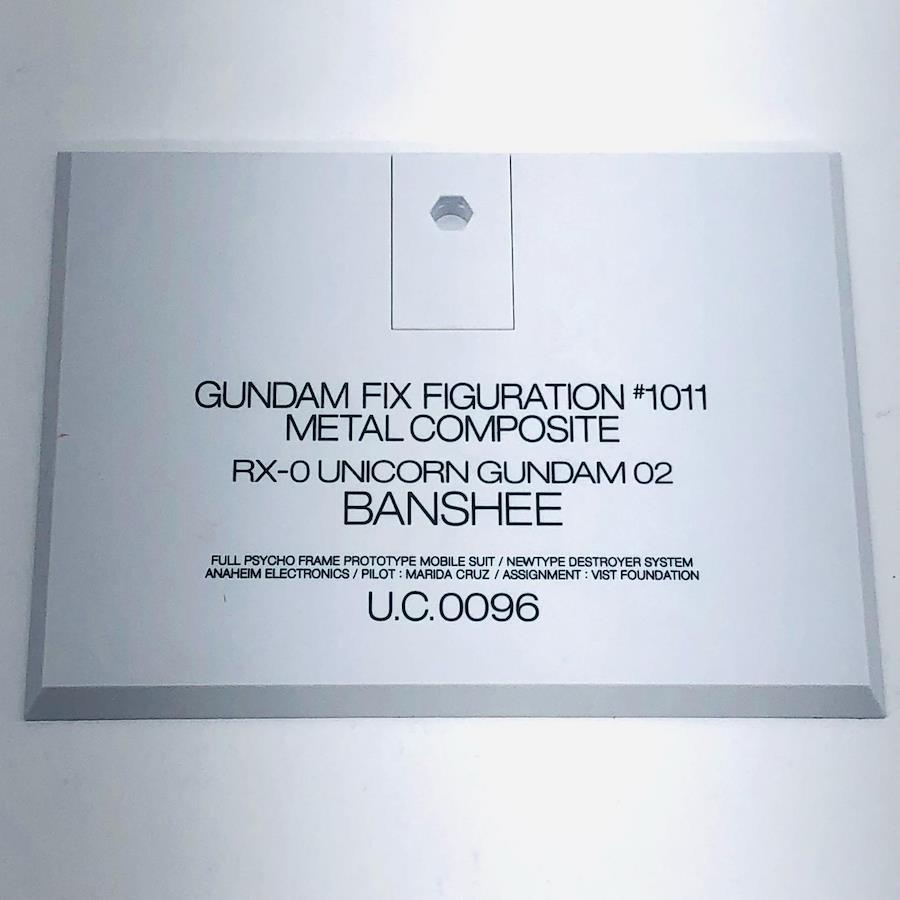 GUNDAM FIX FIGURATION #1011
METAL COMPOSITE
RX-0 UNICORN GUNDAM 02
BANSHEE
FULL PSYCHO FRAME PROTOTYPE MOBILE SUIT / NEWTYPE DESTROYER SYSTEM
ANAHEIM ELECTRONICS / PILOT : MARIDA CRUZ / ASSIGNMENT : VIST FOUNDATION
U.C.0096